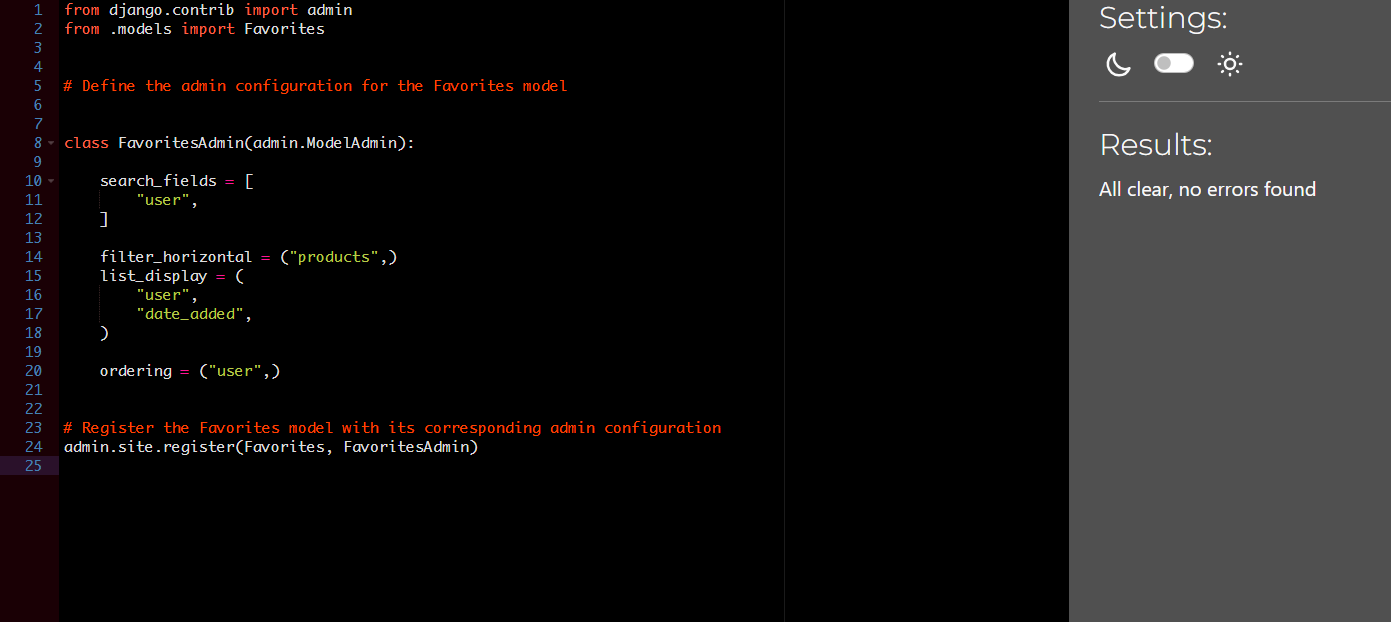 1 from django.contrib import admin
2 from .models import Favorites
3
4
5 # Define the admin configuration for the Favorites model
6
7
8 class FavoritesAdmin(admin.ModelAdmin):
9
10     search_fields = [
11         "user",
12     ]
13
14     filter_horizontal = ("products",)
15     list_display = (
16         "user",
17         "date_added",
18     )
19
20     ordering = ("user",)
21
22
23 # Register the Favorites model with its corresponding admin configuration
24 admin.site.register(Favorites, FavoritesAdmin)
25
Settings:
Results:
All clear, no errors found